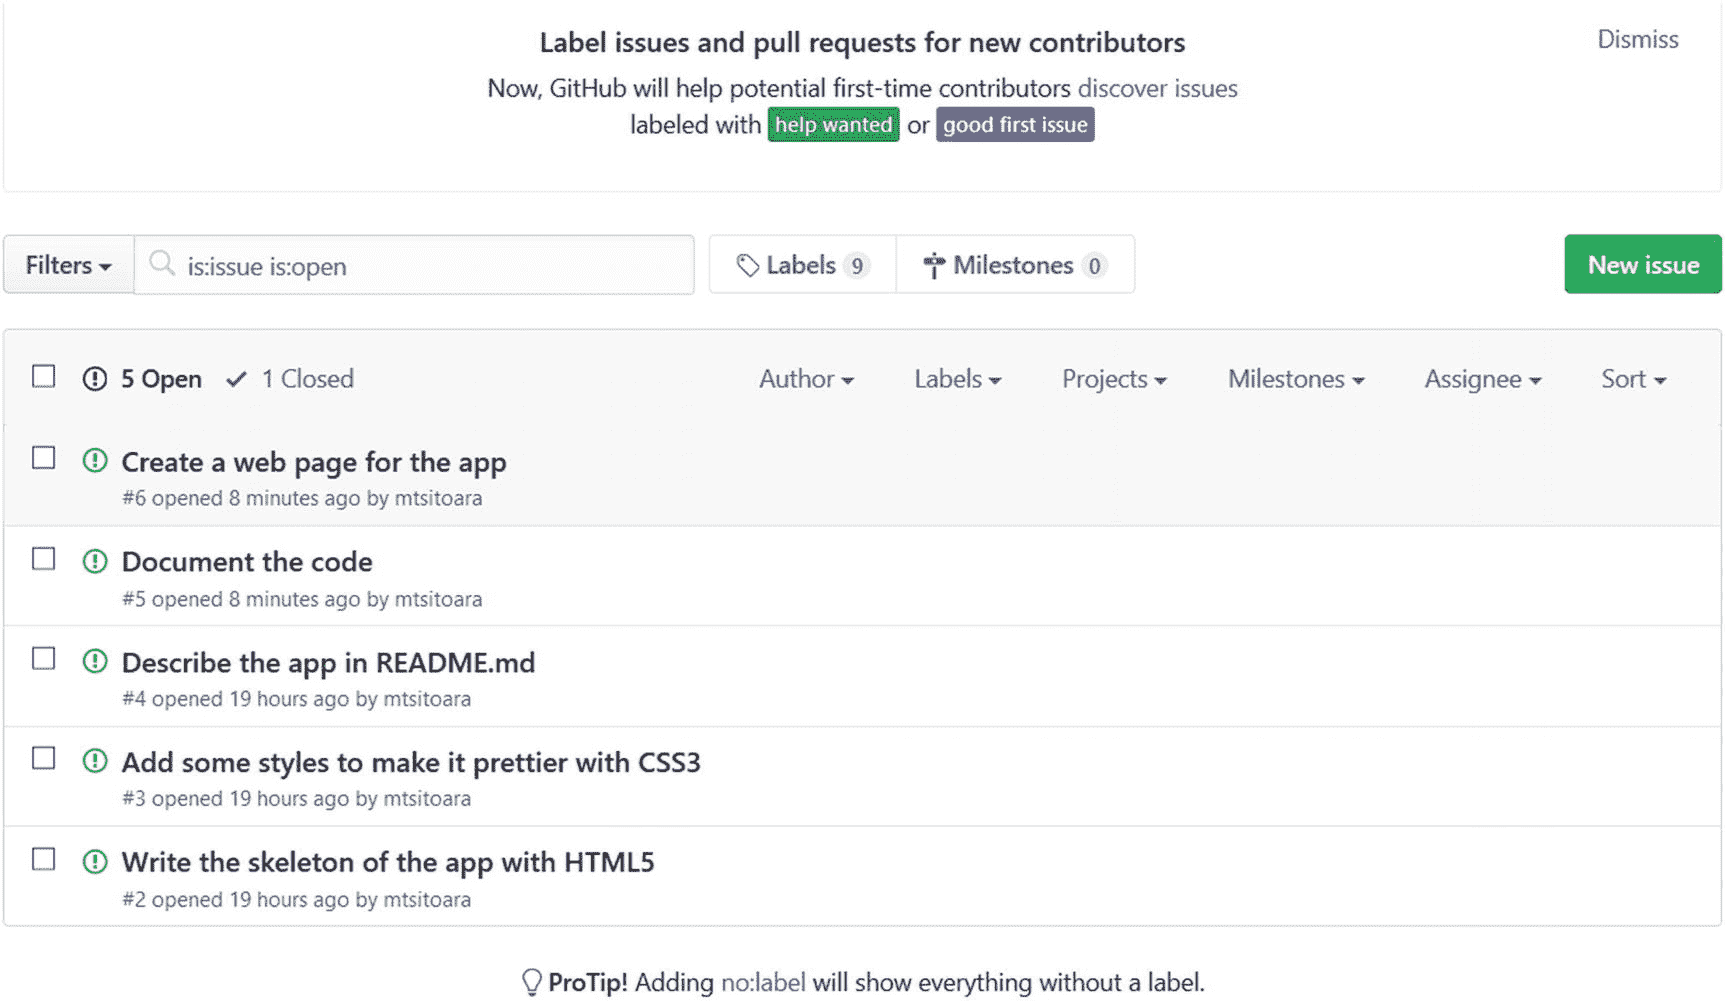 Label issues and pull requests for new contributors
Dismiss
Now, GitHub will help potential first-time contributors discover issues
labeled with help wanted or good first issue
Filters is:issue is:open Labels 9 Milestones 0 New issue
5 Open 1 Closed Author Labels Projects Milestones Assignee Sort
Create a web page for the app
#6 opened 8 minutes ago by mtsitoara
Document the code
#5 opened 8 minutes ago by mtsitoara
Describe the app in README.md
#4 opened 19 hours ago by mtsitoara
Add some styles to make it prettier with CSS3
#3 opened 19 hours ago by mtsitoara
Write the skeleton of the app with HTML5
#2 opened 19 hours ago by mtsitoara
ProTip! Adding no:label will show everything without a label.